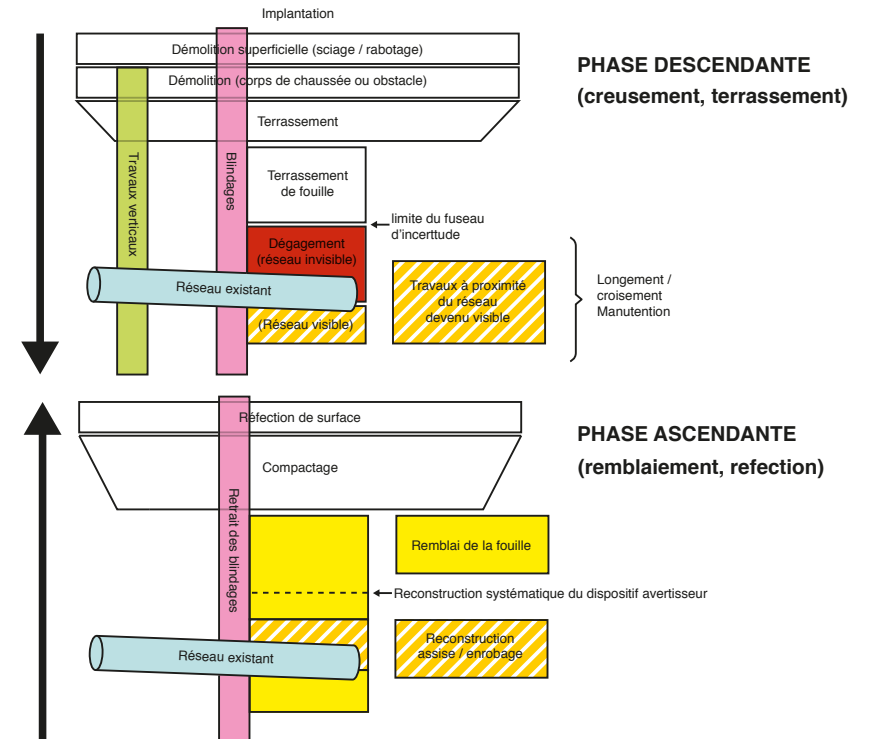 Implantation
Démolition superficielle (sciage / rabotage)
PHASE DESCENDANTE
(creusement, terrassement)
Démolition (corps de chaussée ou obstacle)
Terrassement
Travaux verticaux
Blindages
Terrassement
de fouille
limite du fuseau
d'incerttude
Dégagement
(réseau invisible)
Réseau existant
(Réseau visible)
Travaux à proximité
du réseau
devenu visible
Longement /
croisement
Manutention
Réfection de surface
PHASE ASCENDANTE
(remblaiement, refection)
Compactage
Retrait des blindages
Remblai de la fouille
Reconstruction systématique du dispositif avertisseur
Reconstruction
assise / enrobage
Réseau existant